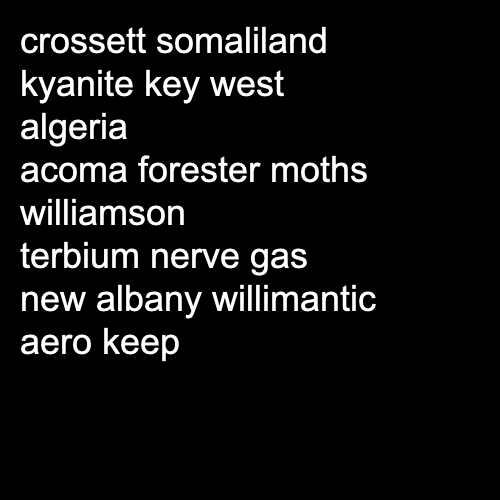 crossett somaliland
kyanite key west
algeria
acoma forester moths
williamson
terbium nerve gas
new albany willimantic
aero keep